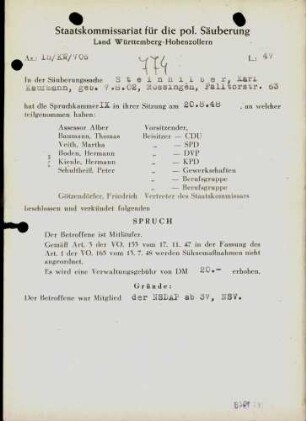 Staatskommissariat für die pol. Säuberung
Land Württemberg-Hohenzollern
Az.: 15/KW/706
774
L: 47
In der Säuberungssache Steinhilber, Karl
Kaufmann, geb. 7.8.02, Mössingen, Falltorstr. 63
hat die Spruchkammer IX in ihrer Sitzung am 20.8.48, an welcher
teilgenommen haben:
Assessor Alber Vorsitzender,
Baumann, Thomas Beisitzer — CDU
Veith, Martha „ — SPD
Boden, Hermann „ — DVP
Kienle, Hermann „ — KPD
Schultheiß, Peter „ — Gewerkschaften
„ — Berufsgruppe
„ — Berufsgruppe
Götzendörfer, Friedrich Vertreter des Staatskommissars
beschlossen und verkündet folgenden
SPRUCH
Der Betroffene ist Mitläufer.
Gemäß Art. 3 der VO. 133 vom 17. 11. 47 in der Fassung des
Art. 1 der VO. 165 vom 13. 7. 48 werden Sühnemaßnahmen nicht
angeordnet.
Es wird eine Verwaltungsgebühr von DM 20.- erhoben.
Gründe:
Der Betroffene war Mitglied der NSDAP ab 37, NSV.